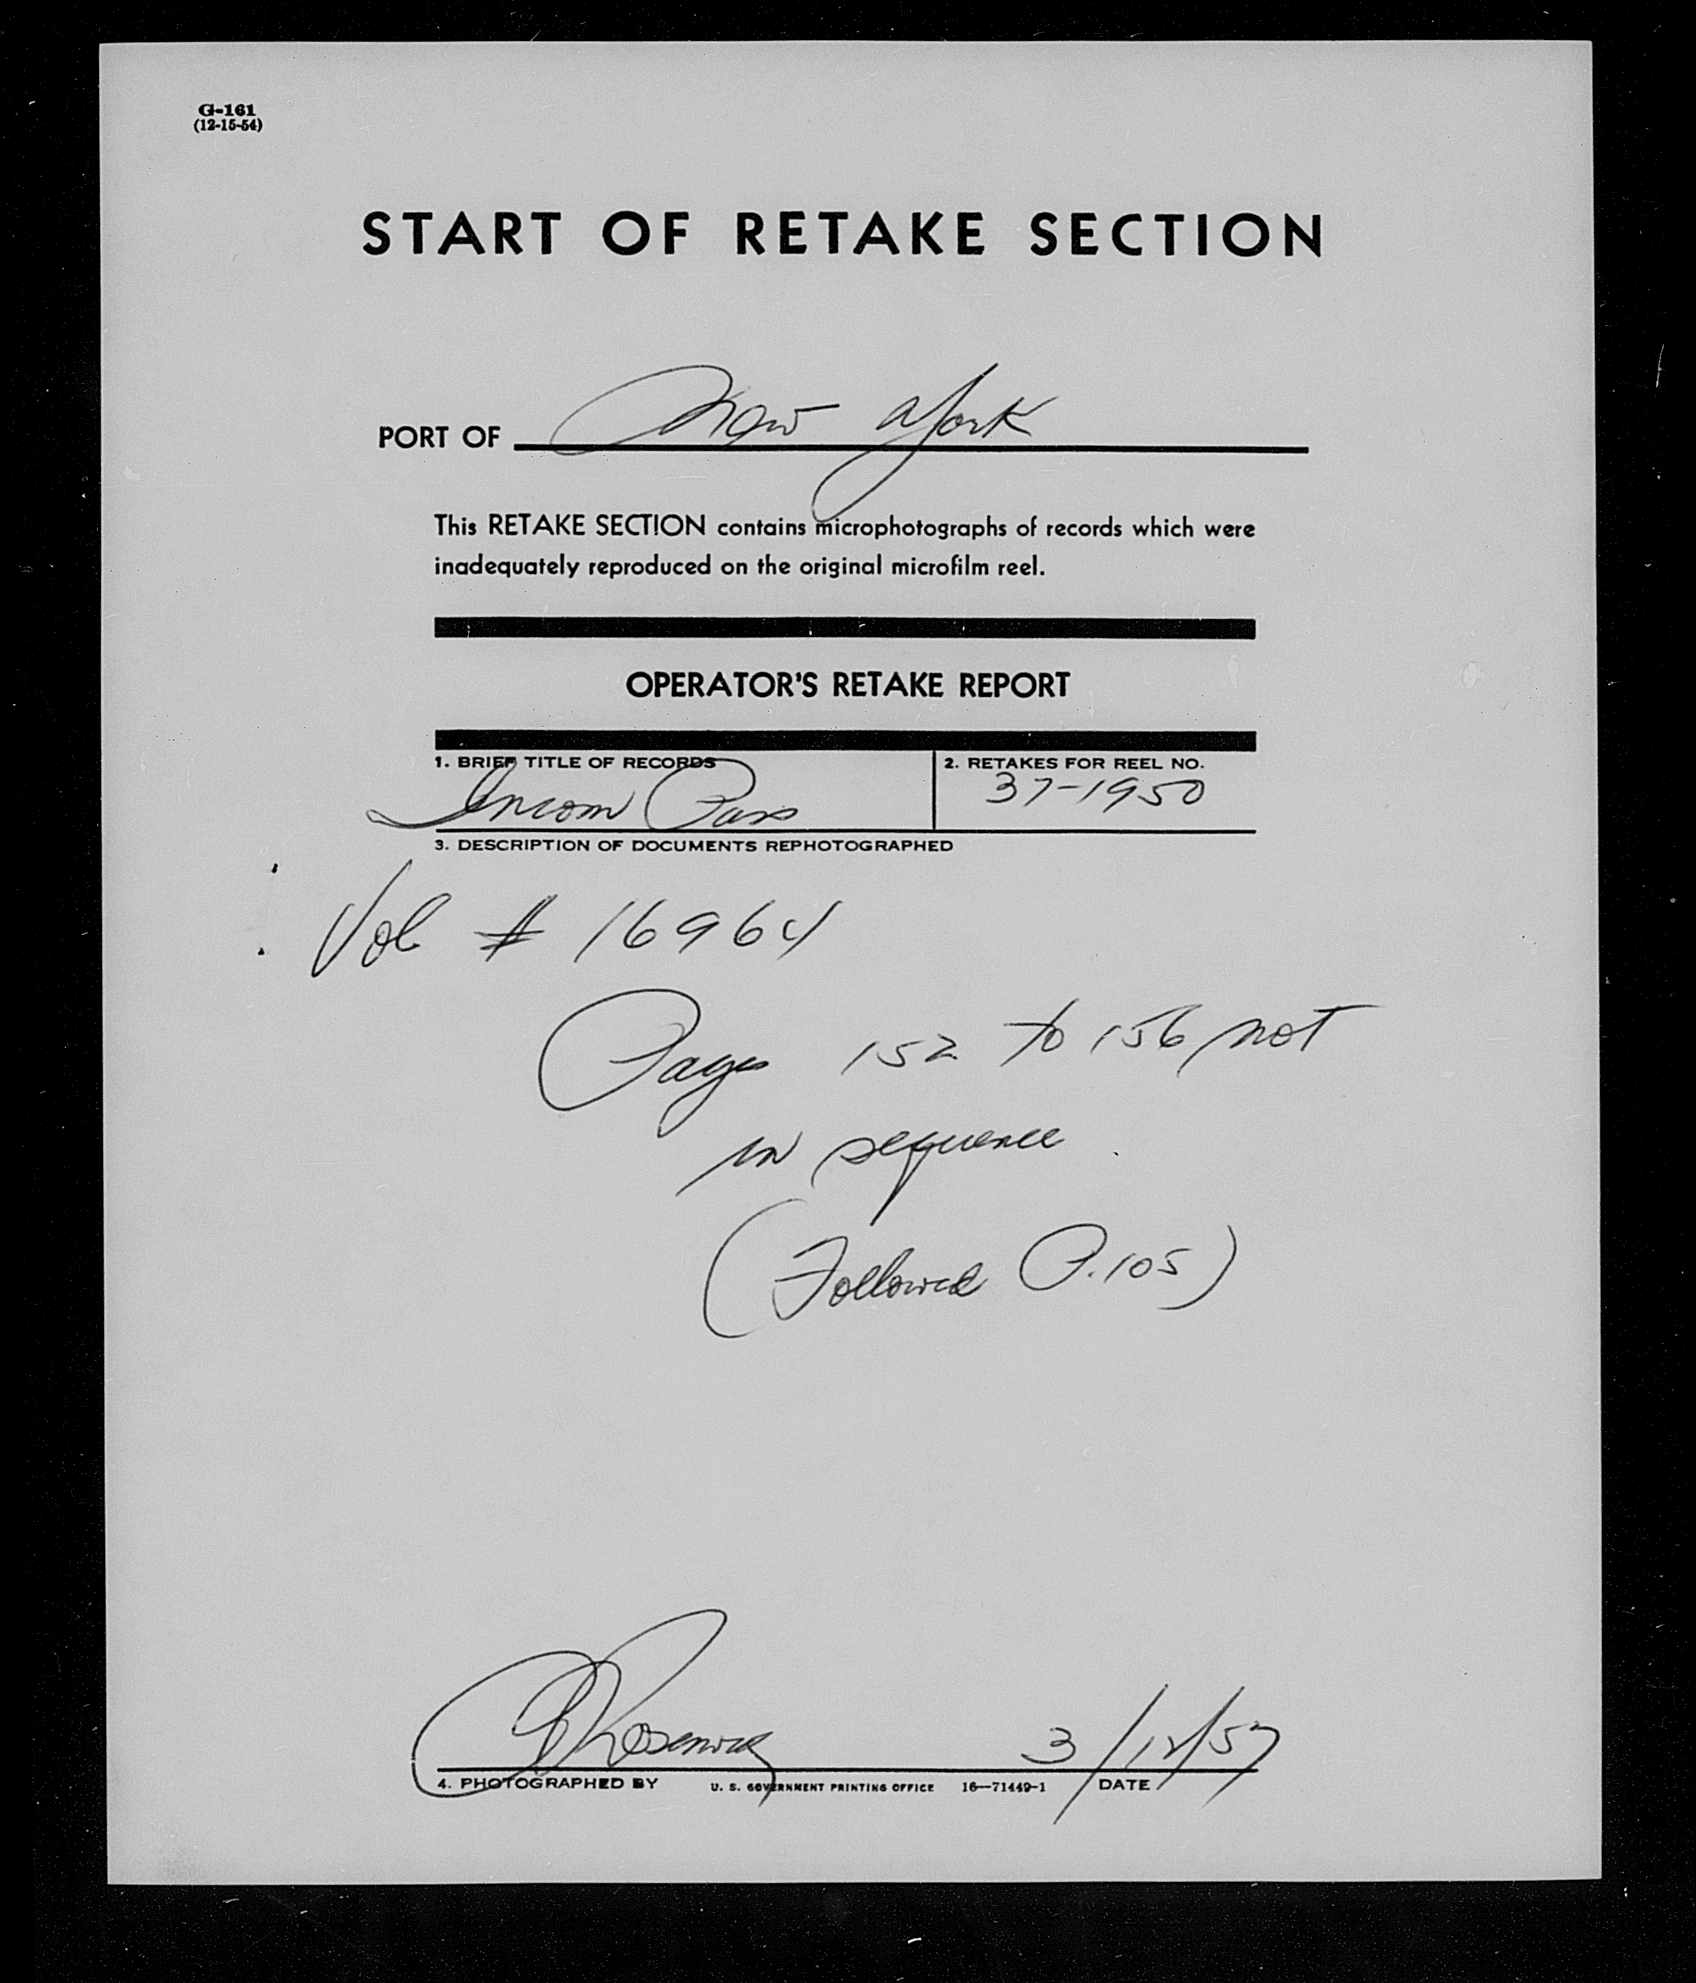 G-161
(12-15-54)
START OF RETAKE SECTION
PORT OF New York
This RETAKE SECTION contains microphotographs of records which were
inadequately reproduced on the original microfilm reel.
OPERATOR'S RETAKE REPORT
1. BRIEF TITLE OF RECORDS 2. RETAKES FOR REEL NO.
Incom Pass 37-1950
3. DESCRIPTION OF DOCUMENTS REPHOTOGRAPHED
Vol # 16964
Pages 152 to 156 not
in sequence
(Followed P.105)
3/12/57
4. PHOTOGRAPHED BY U. S. GOVERNMENT PRINTING OFFICE 16—71449-1 DATE